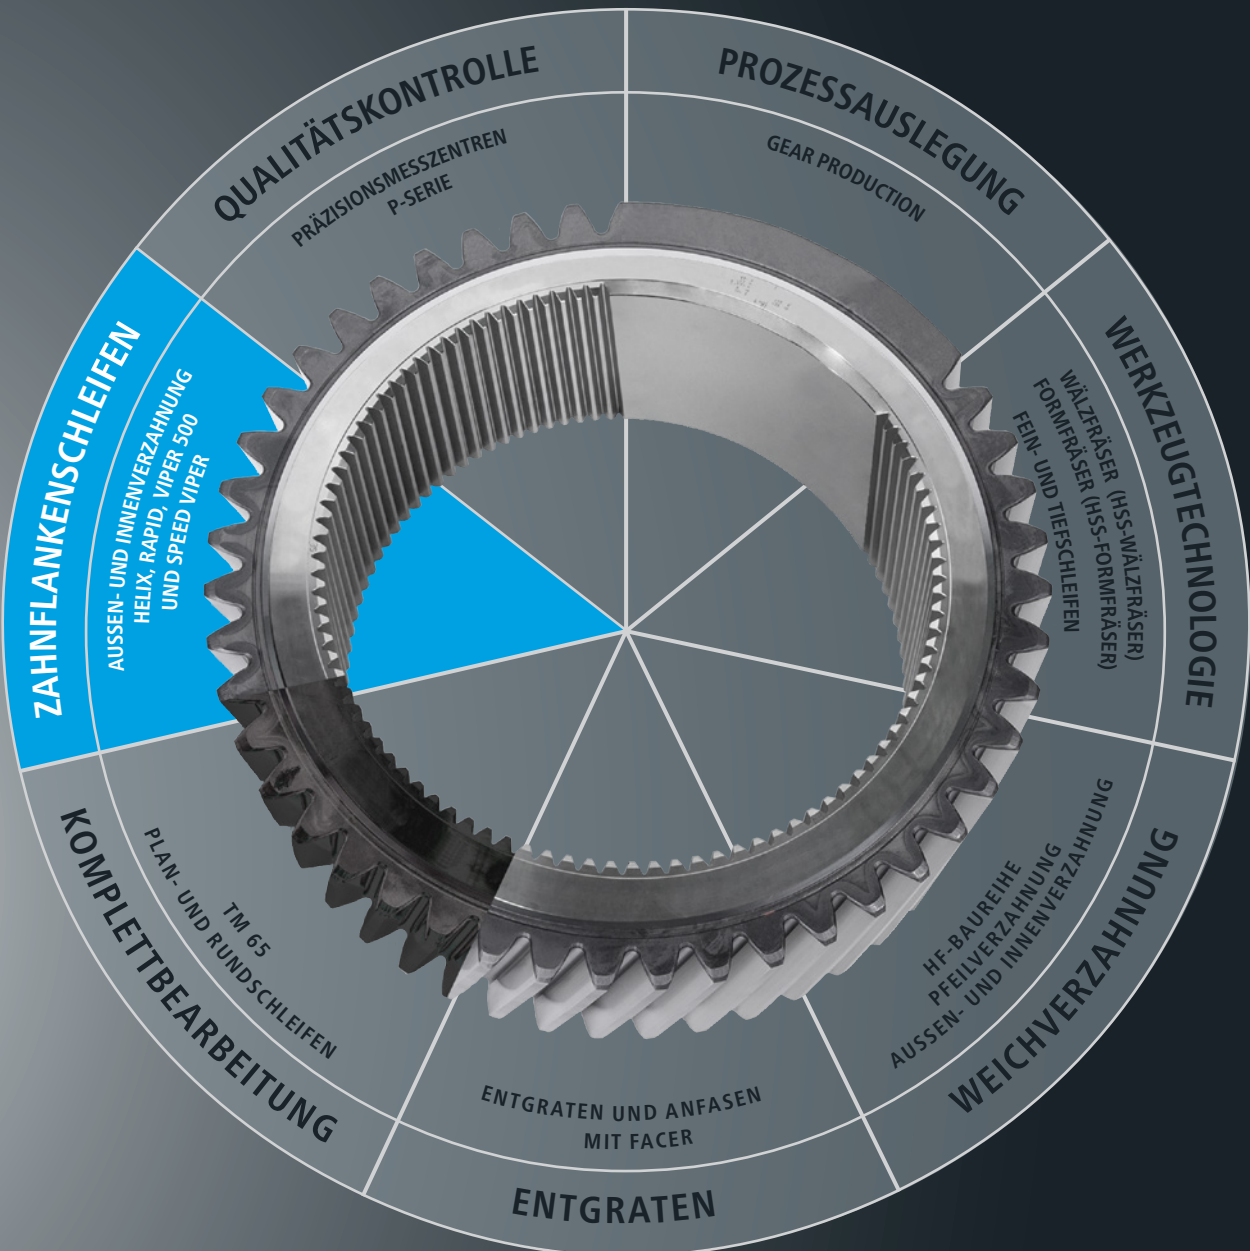 PROZESSAUSLEGUNG
GEAR PRODUCTION
WERKZEUGTECHNOLOGIE
WÄLZFRÄSER (HSS-WÄLZFRÄSER)
FORMFRÄSER (HSS-FORMFRÄSER)
FEIN- UND TIEFSCHLEIFEN
WEICHVERZAHNUNG
HF-BAUREIHE
PFEILVERZAHNUNG
AUSSEN- UND INNENVERZAHNUNG
ENTGRATEN UND ANFASEN
MIT FACER
ENTGRATEN
KOMPLETTBEARBEITUNG
TM 65
PLAN- UND RUNDSCHLEIFEN
ZAHNFLANKENSCHLEIFEN
AUSSEN- UND INNENVERZAHNUNG
HELIX, RAPID, VIPER 500
UND SPEED VIPER
QUALITÄTSKONTROLLE
PRÄZISIONSMESSZENTREN
P-SERIE